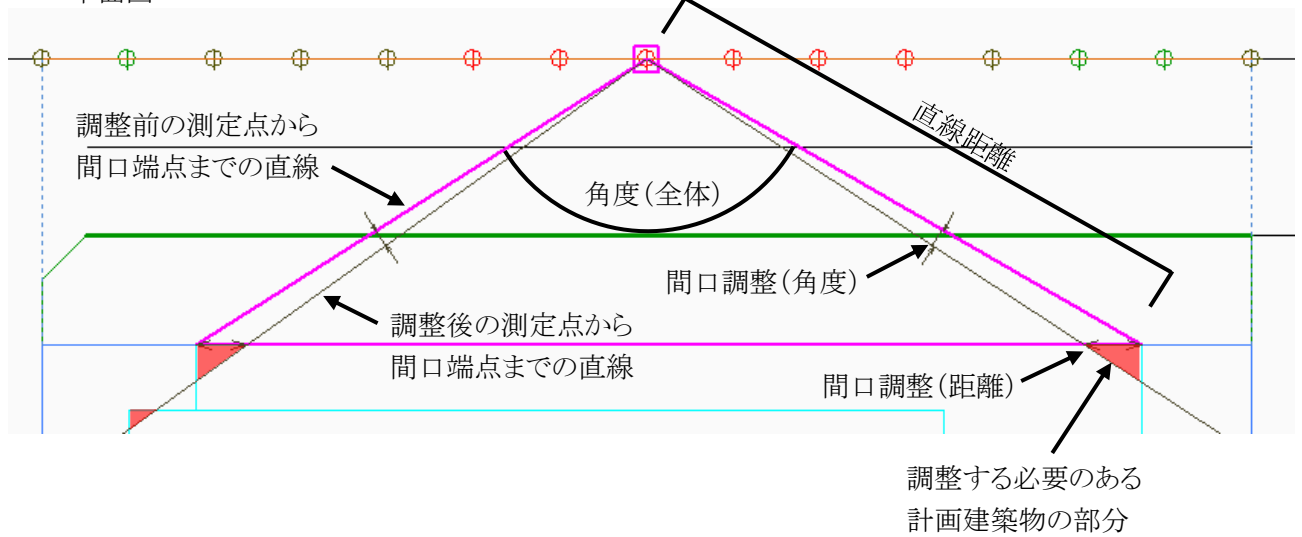 直線距離
調整前の測定点から
間口端点までの直線
角度(全体)
間口調整(角度)
調整後の測定点から
間口端点までの直線
間口調整(距離)
調整する必要のある
計画建築物の部分